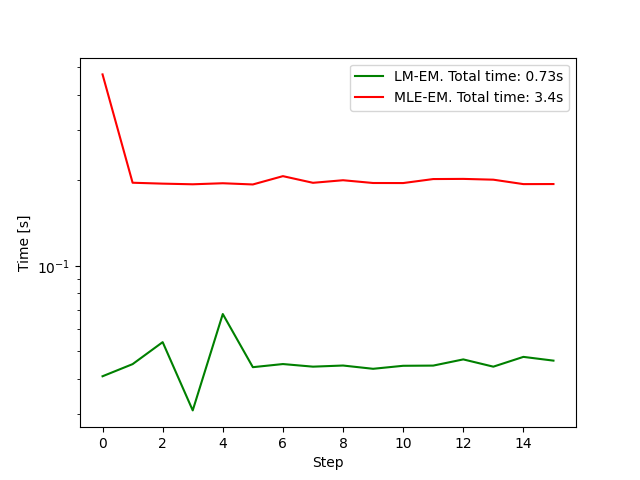 LM-EM. Total time: 0.73s
MLE-EM. Total time: 3.4s
Time [s]
10⁻¹
0 2 4 6 8 10 12 14
Step